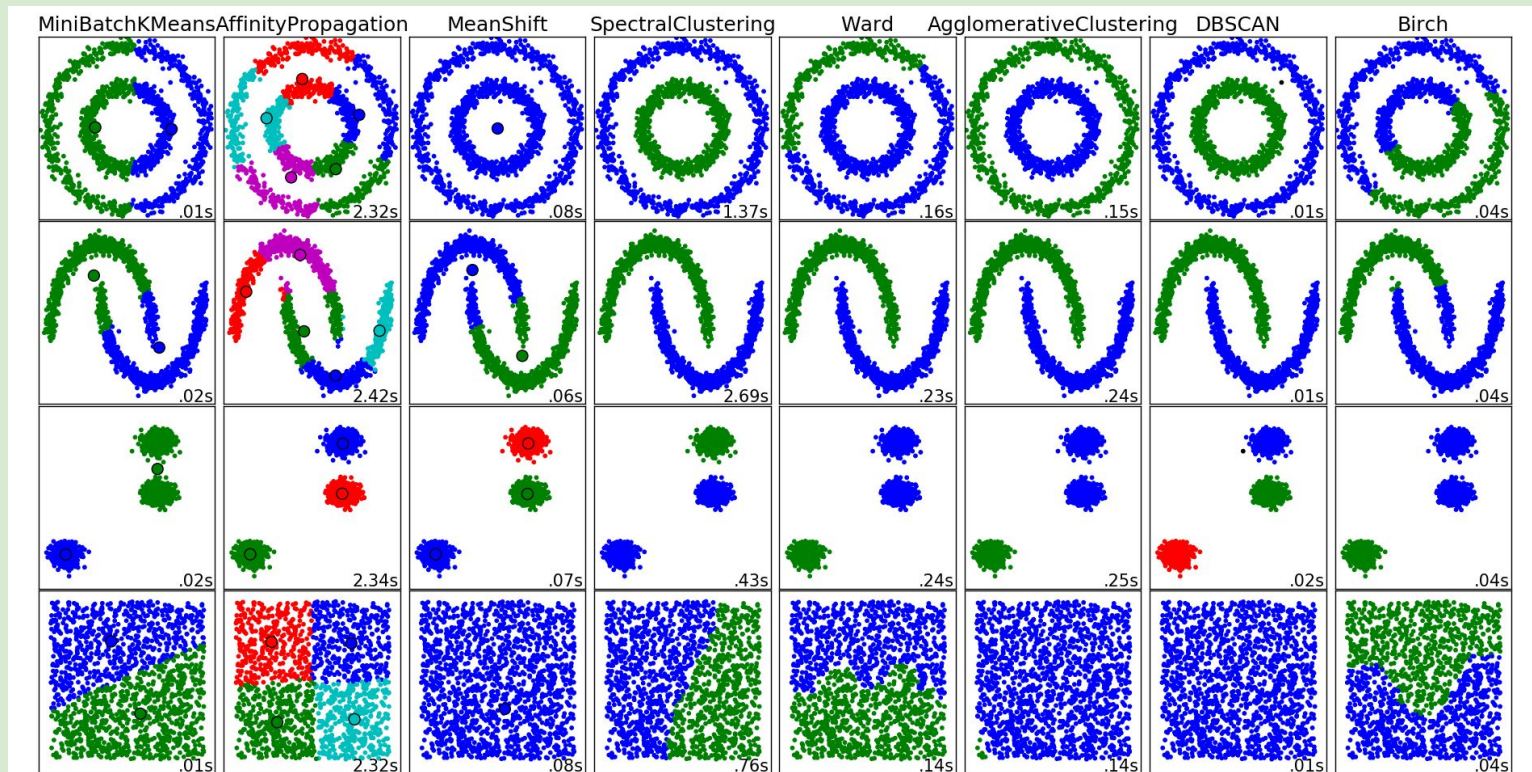 MiniBatchKMeans AffinityPropagation MeanShift SpectralClustering Ward AgglomerativeClustering DBSCAN Birch
.01s 2.32s .08s 1.37s .16s .15s .01s .04s
.02s 2.42s .06s 2.69s .23s .24s .01s .04s
.02s 2.34s .07s .43s .24s .25s .02s .04s
.01s 2.32s .08s .76s .14s .14s .01s .04s